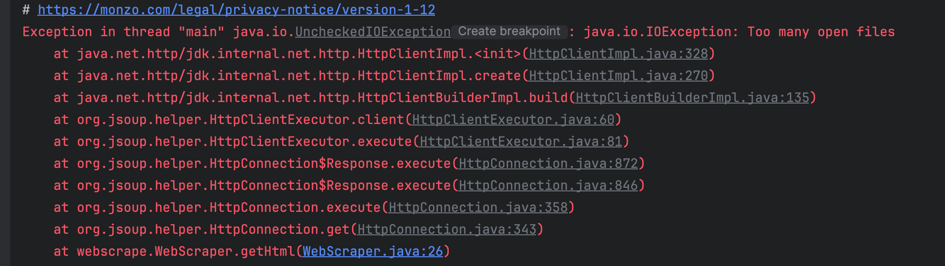 # https://monzo.com/legal/privacy-notice/version-1-12
Exception in thread "main" java.io.UncheckedIOException Create breakpoint : java.io.IOException: Too many open files
at java.net.http/jdk.internal.net.http.HttpClientImpl.<init>(HttpClientImpl.java:328)
at java.net.http/jdk.internal.net.http.HttpClientImpl.create(HttpClientImpl.java:270)
at java.net.http/jdk.internal.net.http.HttpClientBuilderImpl.build(HttpClientBuilderImpl.java:135)
at org.jsoup.helper.HttpClientExecutor.client(HttpClientExecutor.java:60)
at org.jsoup.helper.HttpClientExecutor.execute(HttpClientExecutor.java:81)
at org.jsoup.helper.HttpConnection$Response.execute(HttpConnection.java:872)
at org.jsoup.helper.HttpConnection$Response.execute(HttpConnection.java:846)
at org.jsoup.helper.HttpConnection.execute(HttpConnection.java:358)
at org.jsoup.helper.HttpConnection.get(HttpConnection.java:343)
at webscrape.WebScraper.getHtml(WebScraper.java:26)